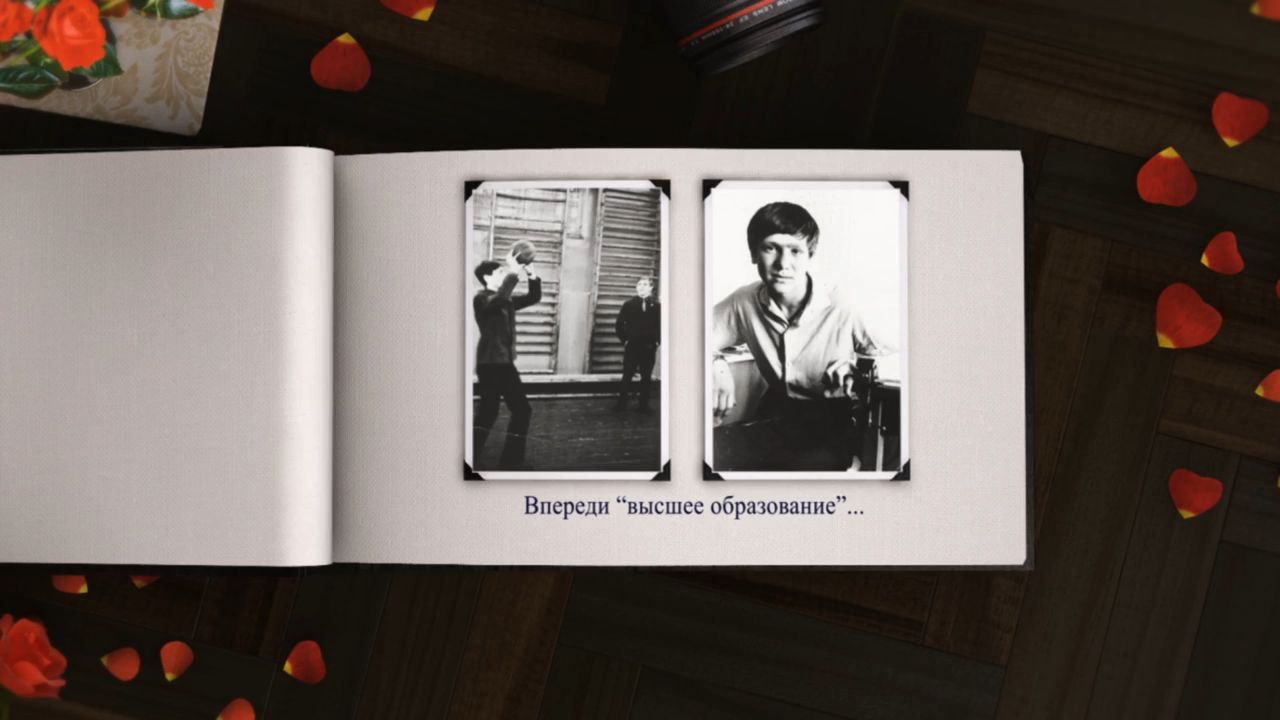 Впереди “высшее образование”...